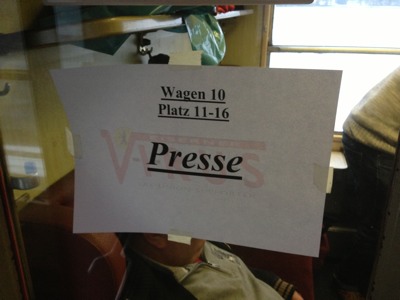 Wagen 10
Platz 11-16
Presse